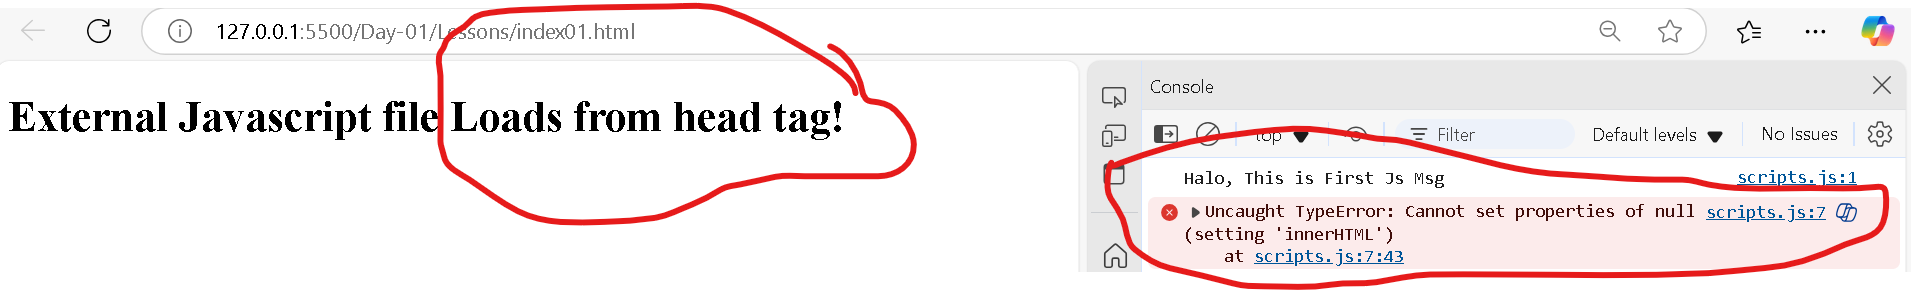 127.0.0.1:5500/Day-01/Lessons/index01.html
External Javascript file Loads from head tag!
Console
top Filter Default levels No Issues
Halo, This is First Js Msg scripts.js:1
Uncaught TypeError: Cannot set properties of null scripts.js:7
(setting 'innerHTML')
at scripts.js:7:43